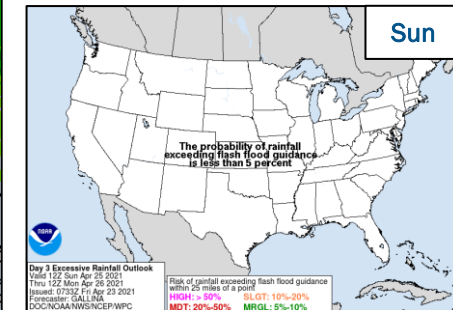 Sun
The probability of rainfall
exceeding flash flood guidance
is less than 5 percent
NOAA
Day 3 Excessive Rainfall Outlook
Valid 12Z Sun Apr 25 2021
Thru 12Z Mon Apr 26 2021
Issued: 0733Z Fri Apr 23 2021
Forecaster: GALLINA
DOC/NOAA/NWS/NCEP/WPC
Risk of rainfall exceeding flash flood guidance
within 25 miles of a point
HIGH: > 50% SLGT: 10%-20%
MDT: 20%-50% MRGL: 5%-10%